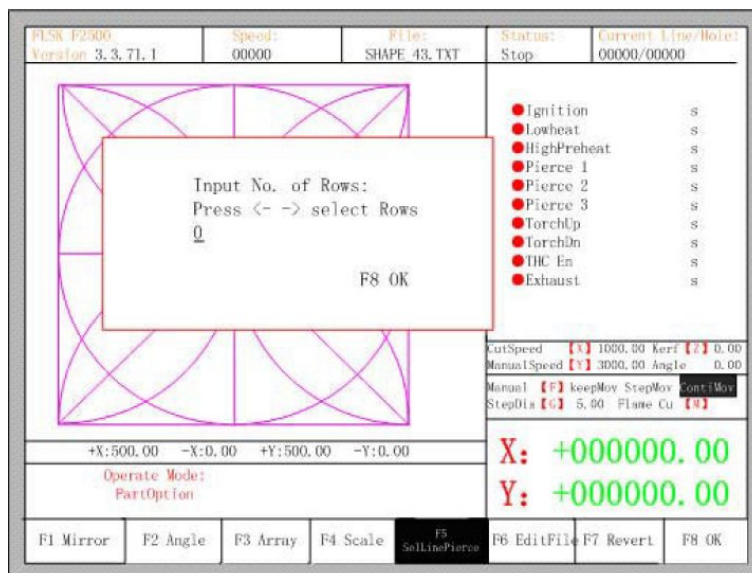 FLSK F2500
Version 3.3.71.1
Speed:
00000
File:
SHAPE 43.TXT
Status:
Stop
Current Line/Hole:
00000/00000
Input No. of Rows:
Press <- -> select Rows
0
F8 OK
Ignition s
Lowheat s
HighPreheat s
Pierce 1 s
Pierce 2 s
Pierce 3 s
TorchUp s
TorchDn s
THC En s
Exhaust s
CutSpeed 【X】 1000.00 Kerf 【Z】 0.00
ManualSpeed 【Y】 3000.00 Angle 0.00
Manual 【F】 keepMov StepMov ContiMov
StepDis 【G】 5.00 Flame Cu 【M】
+X:500.00 -X:0.00 +Y:500.00 -Y:0.00
Operate Mode:
PartOption
X: +000000.00
Y: +000000.00
F1 Mirror
F2 Angle
F3 Array
F4 Scale
F5
SelLinePierce
F6 EditFile
F7 Revert
F8 OK